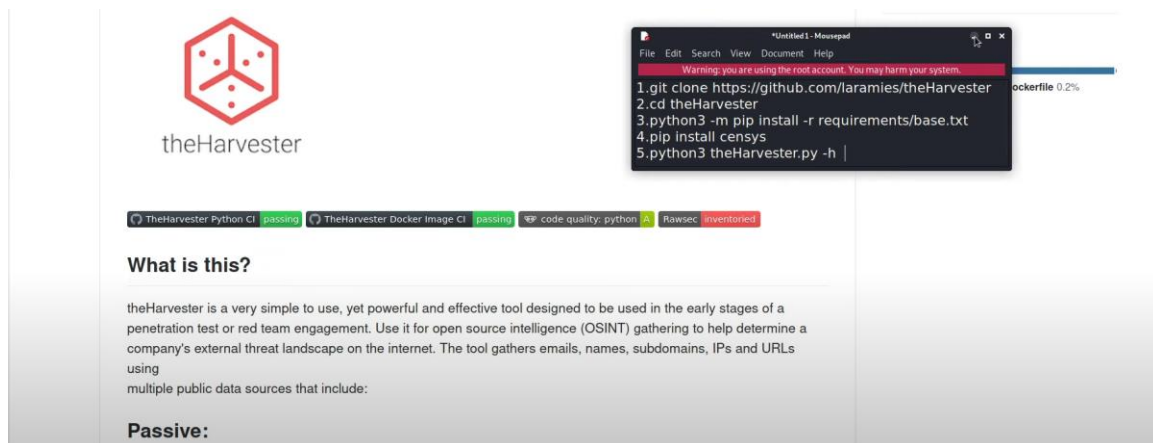 theHarvester
*Untitled1 - Mousepad
File Edit Search View Document Help
Warning: you are using the root account. You may harm your system.
1.git clone https://github.com/laramies/theHarvester
2.cd theHarvester
3.python3 -m pip install -r requirements/base.txt
4.pip install censys
5.python3 theHarvester.py -h
ockerfile 0.2%
TheHarvester Python CI passing TheHarvester Docker Image CI passing code quality: python A Rawsec inventoried
What is this?
theHarvester is a very simple to use, yet powerful and effective tool designed to be used in the early stages of a
penetration test or red team engagement. Use it for open source intelligence (OSINT) gathering to help determine a
company's external threat landscape on the internet. The tool gathers emails, names, subdomains, IPs and URLs
using
multiple public data sources that include:
Passive: